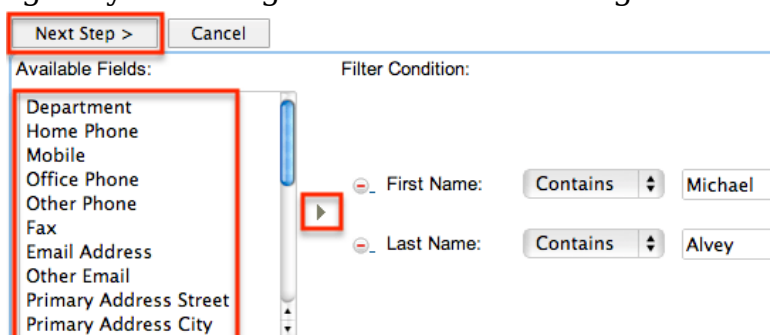 Next Step > Cancel
Available Fields: Filter Condition:
Department
Home Phone
Mobile
Office Phone
Other Phone
Fax
Email Address
Other Email
Primary Address Street
Primary Address City
First Name: Contains Michael
Last Name: Contains Alvey